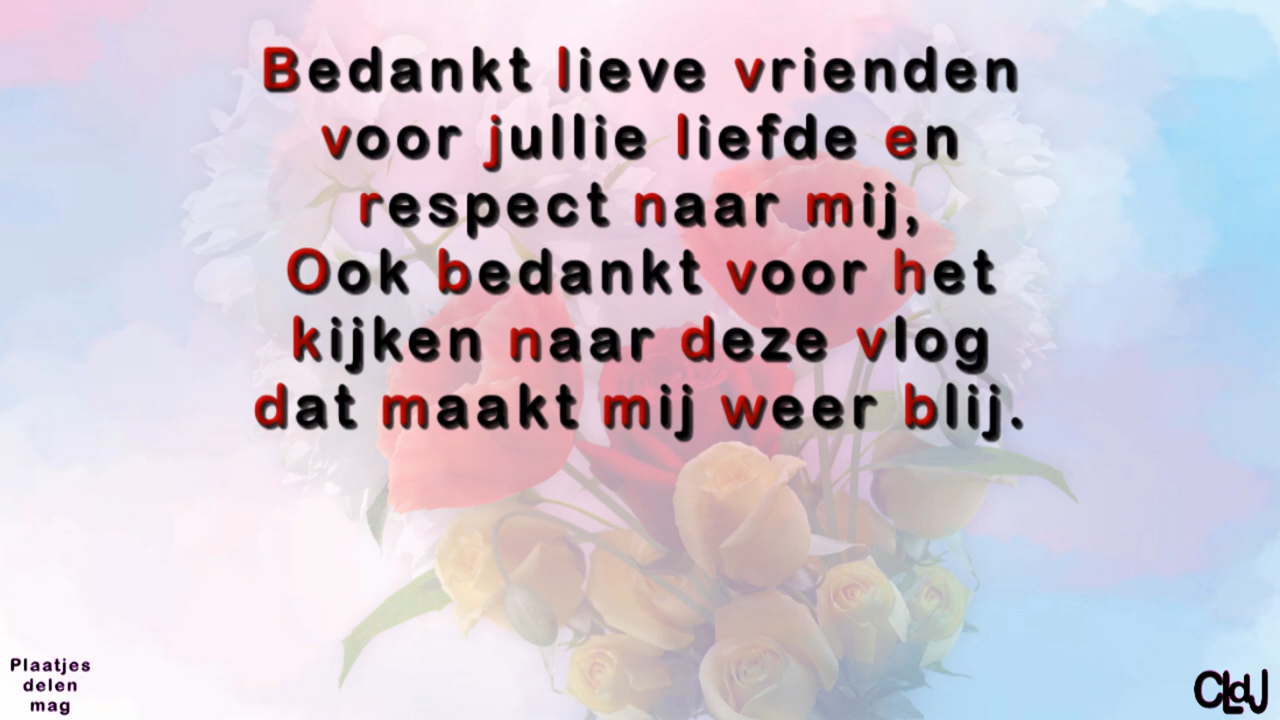 Bedankt lieve vrienden
voor jullie liefde en
respect naar mij,
Ook bedankt voor het
kijken naar deze vlog
dat maakt mij weer blij.
Plaatjes
delen
mag
CLdJ